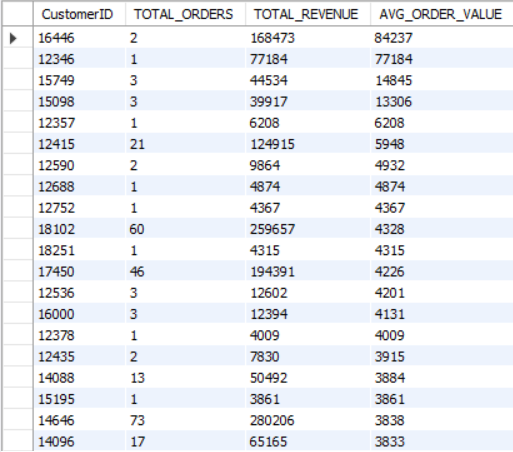 CustomerID TOTAL_ORDERS TOTAL_REVENUE AVG_ORDER_VALUE
16446 2 168473 84237
12346 1 77184 77184
15749 3 44534 14845
15098 3 39917 13306
12357 1 6208 6208
12415 21 124915 5948
12590 2 9864 4932
12688 1 4874 4874
12752 1 4367 4367
18102 60 259657 4328
18251 1 4315 4315
17450 46 194391 4226
12536 3 12602 4201
16000 3 12394 4131
12378 1 4009 4009
12435 2 7830 3915
14088 13 50492 3884
15195 1 3861 3861
14646 73 280206 3838
14096 17 65165 3833